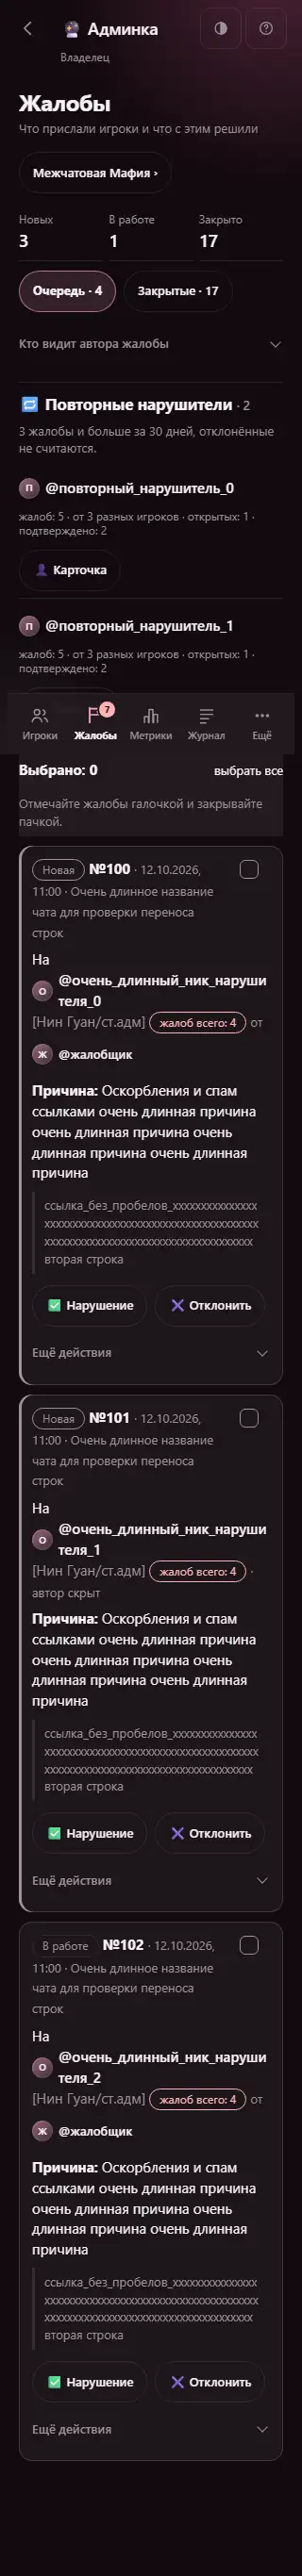 Админка
Владелец
Жалобы
Что прислали игроки и что с этим решили
Межчатовая Мафия ›
Новых
В работе
Закрыто
3
1
17
Очередь · 4
Закрытые · 17
Кто видит автора жалобы
Повторные нарушители · 2
3 жалобы и больше за 30 дней, отклонённые
не считаются.
П @повторный_нарушитель_0
жалоб: 5 · от 3 разных игроков · открытых: 1 ·
подтверждено: 2
Карточка
П @повторный_нарушитель_1
жалоб: 5 · от 3 разных игроков · открытых: 1 ·
подтверждено: 2
7
Игроки
Жалобы
Метрики
Журнал
Ещё
Выбрано: 0
выбрать все
Отмечайте жалобы галочкой и закрывайте
пачкой.
Новая №100 · 12.10.2026,
11:00 · Очень длинное название
чата для проверки переноса
строк
На
О @очень_длинный_ник_наруши
теля_0
[Нин Гуан/ст.адм] жалоб всего: 4 от
Ж @жалобщик
Причина: Оскорбления и спам
ссылками очень длинная причина
очень длинная причина очень
длинная причина очень длинная
причина
ссылка_без_пробелов_xxxxxxxxxxxxxxx
xxxxxxxxxxxxxxxxxxxxxxxxxxxxxxxxxxxxxx
xxxxxxxxxxxxxxxxxxxxxxxxxxxxxxxxxxxxx
вторая строка
Нарушение
Отклонить
Ещё действия
Новая №101 · 12.10.2026,
11:00 · Очень длинное название
чата для проверки переноса
строк
На
О @очень_длинный_ник_наруши
теля_1
[Нин Гуан/ст.адм] жалоб всего: 4 ·
автор скрыт
Причина: Оскорбления и спам
ссылками очень длинная причина
очень длинная причина очень
длинная причина очень длинная
причина
ссылка_без_пробелов_xxxxxxxxxxxxxxx
xxxxxxxxxxxxxxxxxxxxxxxxxxxxxxxxxxxxxx
xxxxxxxxxxxxxxxxxxxxxxxxxxxxxxxxxxxxx
вторая строка
Нарушение
Отклонить
Ещё действия
В работе №102 · 12.10.2026,
11:00 · Очень длинное название
чата для проверки переноса
строк
На
О @очень_длинный_ник_наруши
теля_2
[Нин Гуан/ст.адм] жалоб всего: 4 от
Ж @жалобщик
Причина: Оскорбления и спам
ссылками очень длинная причина
очень длинная причина очень
длинная причина очень длинная
причина
ссылка_без_пробелов_xxxxxxxxxxxxxxx
xxxxxxxxxxxxxxxxxxxxxxxxxxxxxxxxxxxxxx
xxxxxxxxxxxxxxxxxxxxxxxxxxxxxxxxxxxxx
вторая строка
Нарушение
Отклонить
Ещё действия